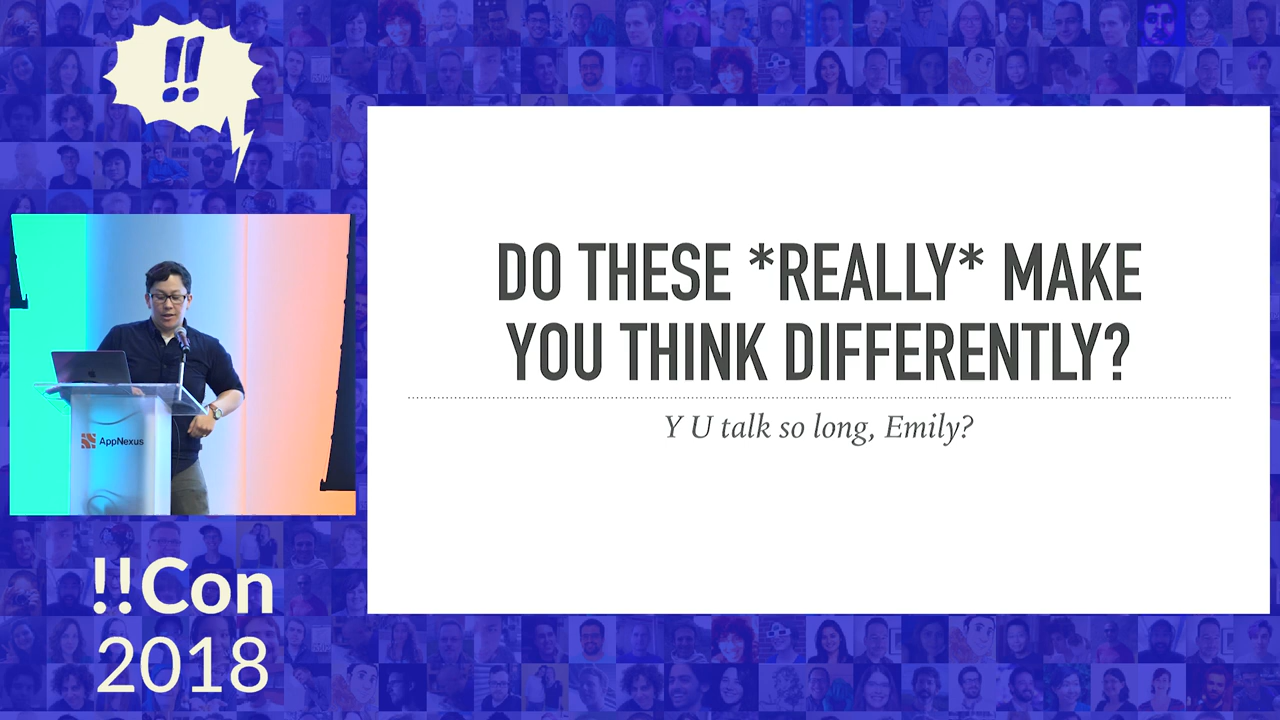 !!
DO THESE *REALLY* MAKE
YOU THINK DIFFERENTLY?
Y U talk so long, Emily?
AppNexus
!!Con
2018